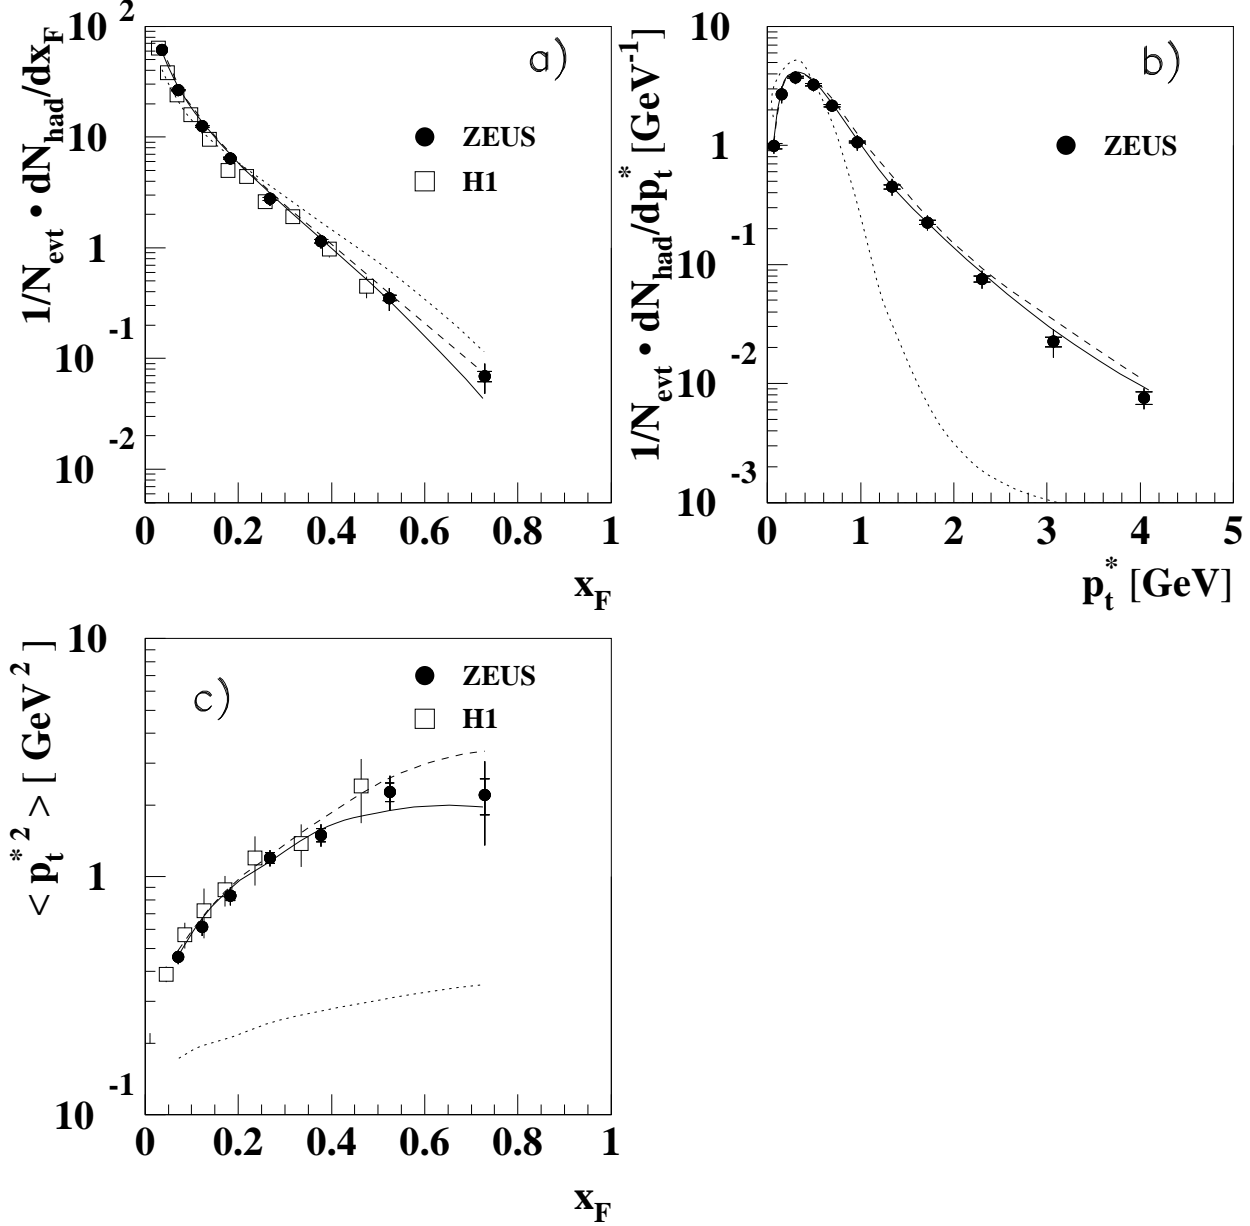 1/N_evt • dN_had/dx_F
10^2
10
1
10^-1
10^-2
a)
ZEUS
H1
0 0.2 0.4 0.6 0.8 1
x_F
1/N_evt • dN_had/dp_t^* [GeV^-1]
10
1
10^-1
10^-2
10^-3
b)
ZEUS
0 1 2 3 4 5
p_t^* [GeV]
< p_t^*2 > [ GeV^2 ]
10
1
10^-1
c)
ZEUS
H1
0 0.2 0.4 0.6 0.8 1
x_F